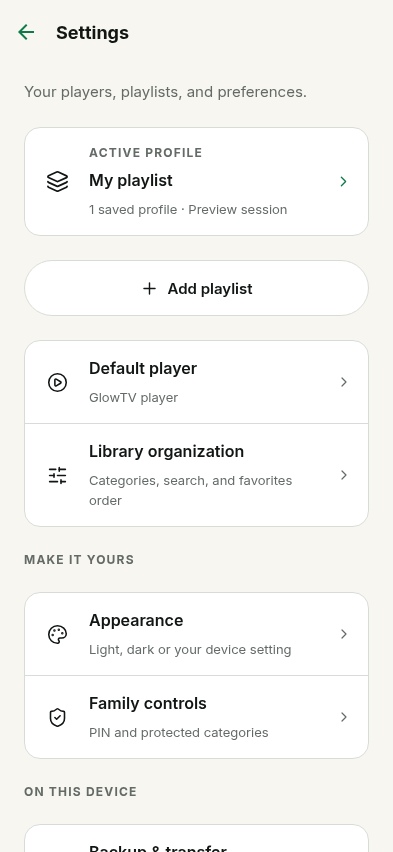 Settings
Your players, playlists, and preferences.
ACTIVE PROFILE
My playlist
1 saved profile · Preview session
Add playlist
Default player
GlowTV player
Library organization
Categories, search, and favorites
order
MAKE IT YOURS
Appearance
Light, dark or your device setting
Family controls
PIN and protected categories
ON THIS DEVICE
Backup & transfer